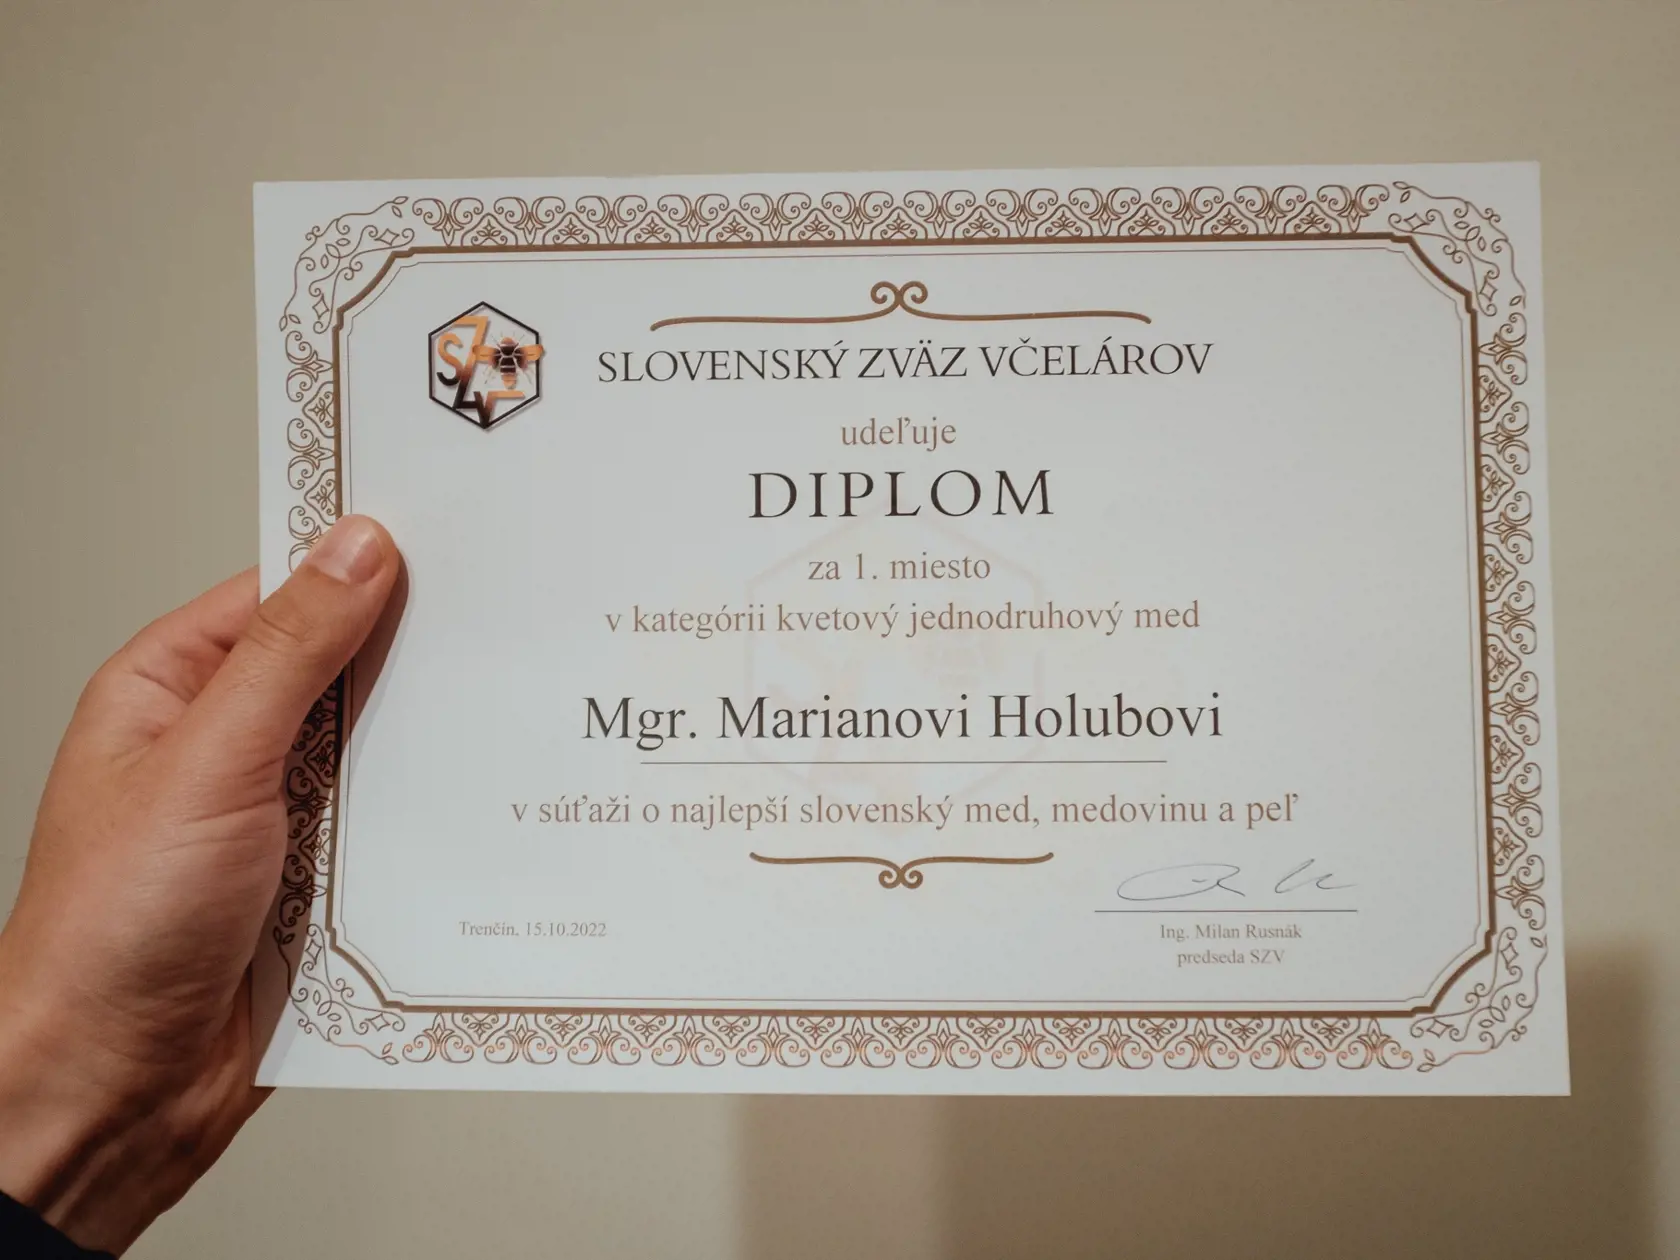 SZV
SLOVENSKÝ ZVÄZ VČELÁROV
udeľuje
DIPLOM
za 1. miesto
v kategórii kvetový jednodruhový med
Mgr. Marianovi Holubovi
v súťaži o najlepší slovenský med, medovinu a peľ
Trenčín, 15.10.2022
Ing. Milan Rusnák
predseda SZV